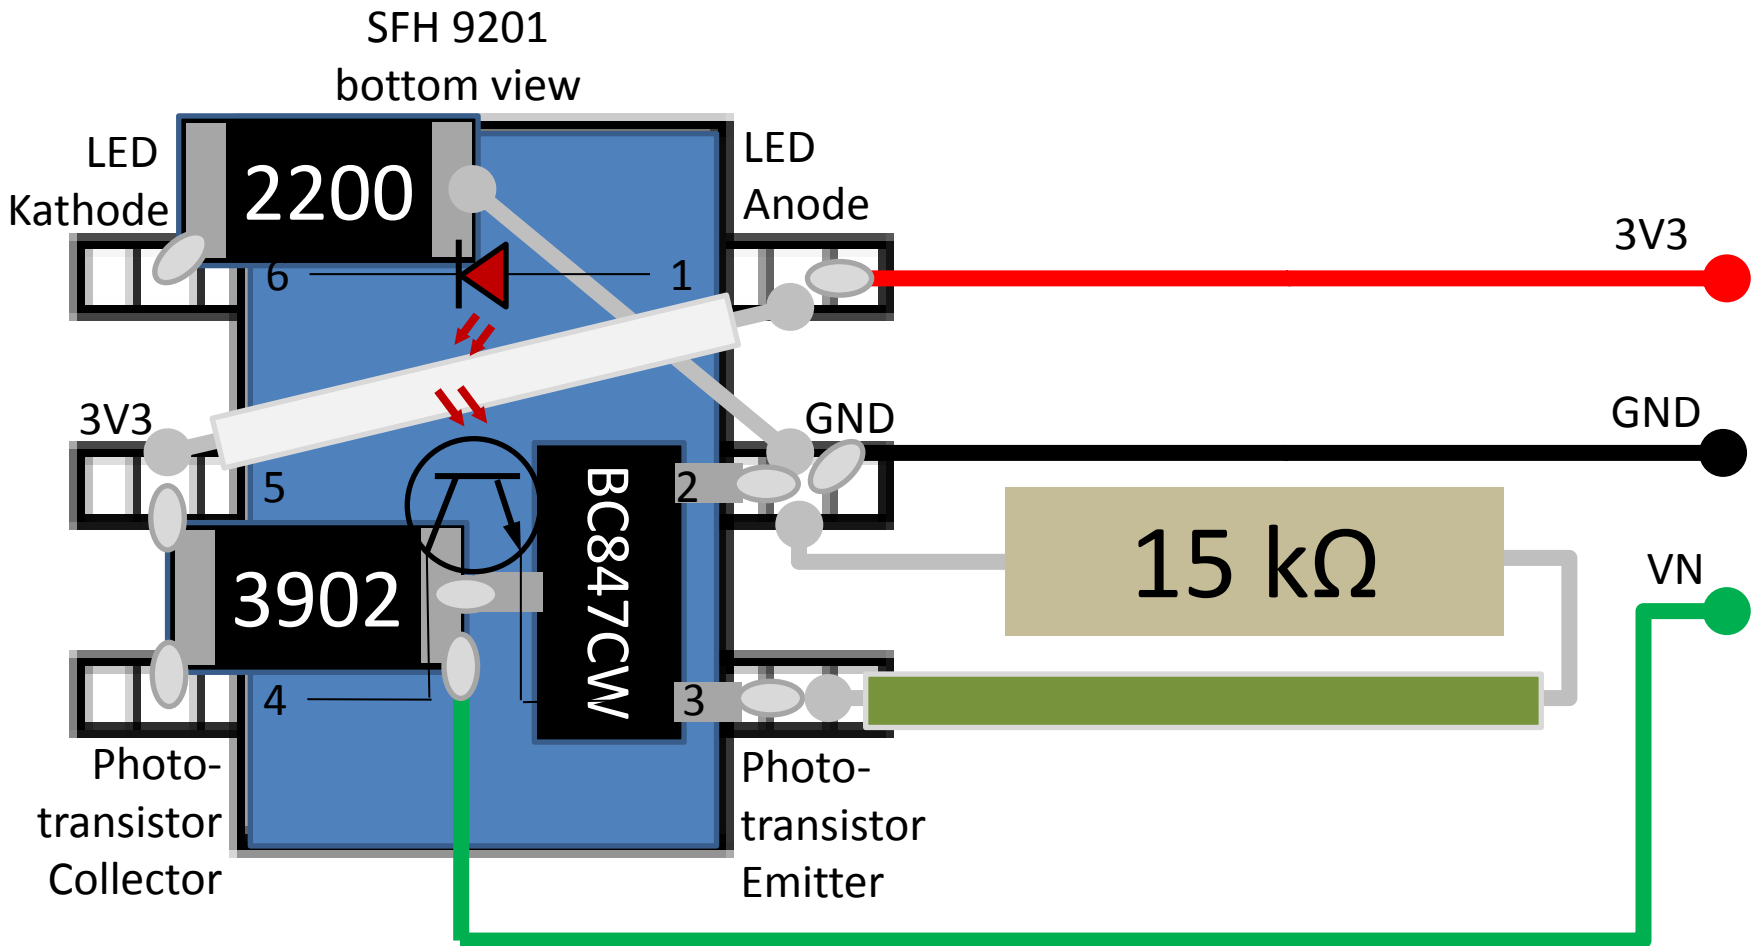 SFH 9201
bottom view
LED
Kathode
2200
LED
Anode
3V3
6
1
3V3
GND
GND
5
2
BC847CW
15 kΩ
3902
VN
4
3
Photo-
transistor
Collector
Photo-
transistor
Emitter